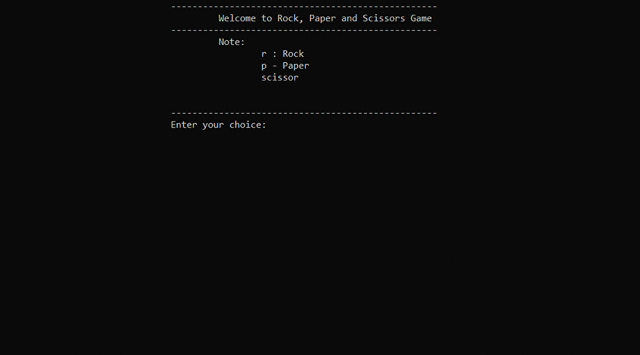 --------------------------------------------------
Welcome to Rock, Paper and Scissors Game
--------------------------------------------------
Note:
r : Rock
p - Paper
scissor
--------------------------------------------------
Enter your choice: